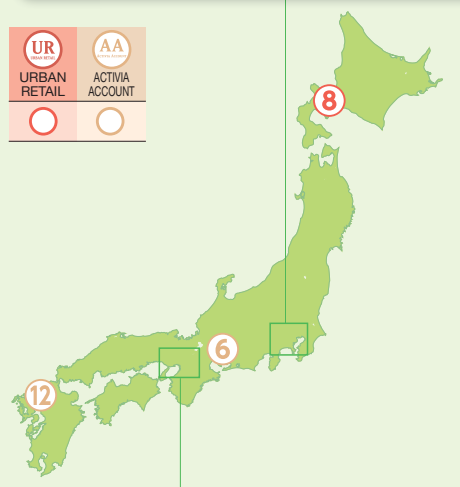 UR
URBAN RETAIL
AA
ACTIVIA ACCOUNT
URBAN
RETAIL
ACTIVIA
ACCOUNT
8
6
12